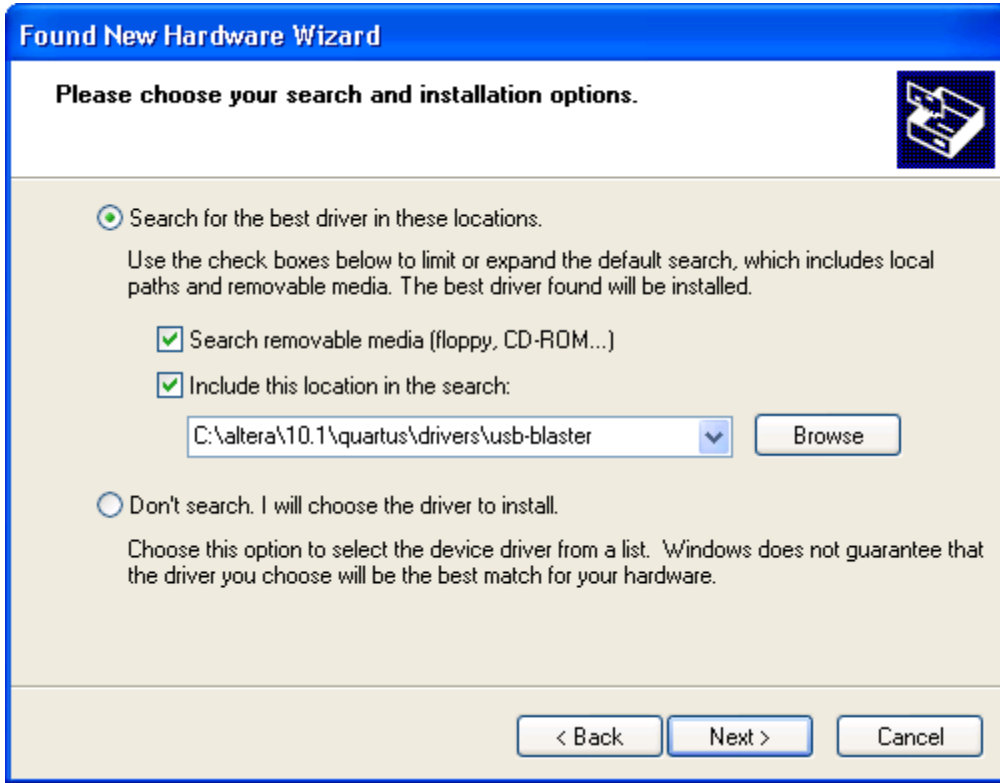 Found New Hardware Wizard
Please choose your search and installation options.
Search for the best driver in these locations.
Use the check boxes below to limit or expand the default search, which includes local
paths and removable media. The best driver found will be installed.
Search removable media (floppy, CD-ROM...)
Include this location in the search:
C:\altera\10.1\quartus\drivers\usb-blaster
Browse
Don't search. I will choose the driver to install.
Choose this option to select the device driver from a list.  Windows does not guarantee that
the driver you choose will be the best match for your hardware.
< Back
Next >
Cancel